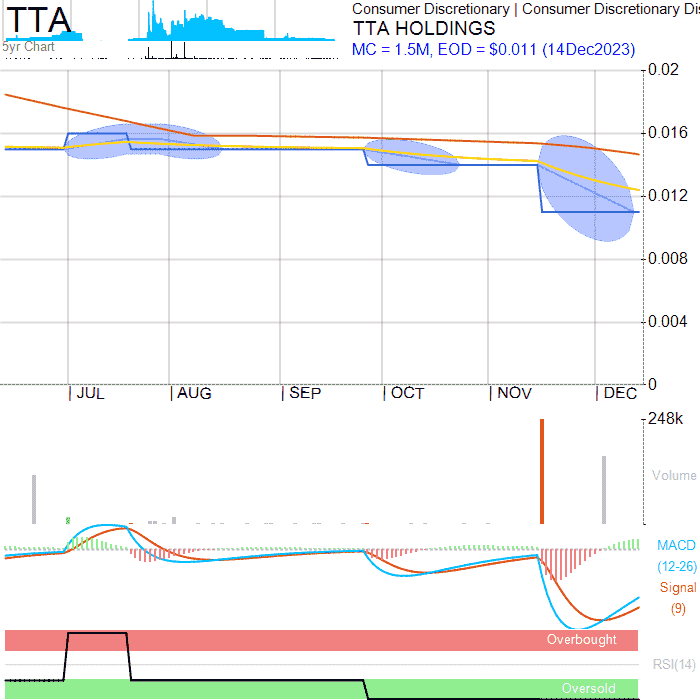 TTA
5yr Chart
Consumer Discretionary | Consumer Discretionary Dis
TTA HOLDINGS
MC = 1.5M, EOD = $0.011 (14Dec2023)
0.02
0.016
0.012
0.008
0.004
0
JUL AUG SEP OCT NOV DEC
248k
Volume
MACD
(12-26)
Signal
(9)
Overbought
RSI(14)
Oversold